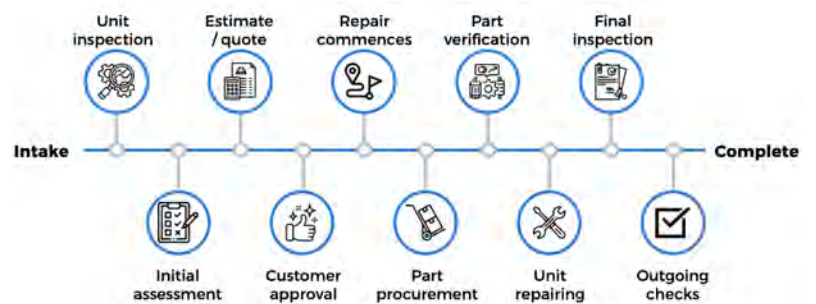 Unit
inspection
Estimate
/ quote
Repair
commences
Part
verification
Final
inspection
Intake
Complete
Initial
assessment
Customer
approval
Part
procurement
Unit
repairing
Outgoing
checks